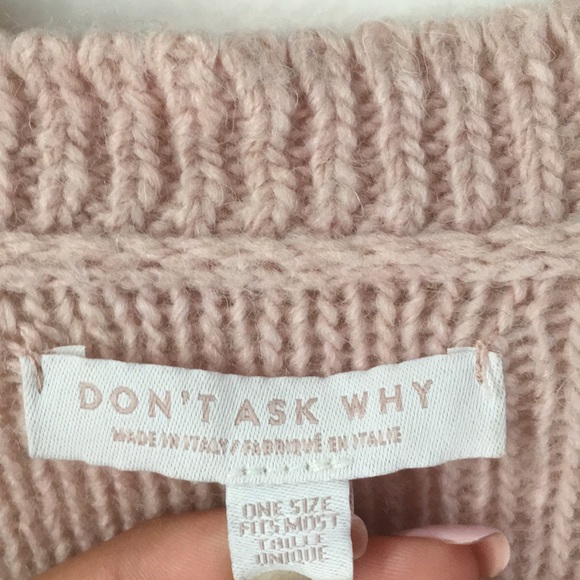 DON'T ASK WHY
MADE IN ITALY / FABRIQUÉ EN ITALIE
ONE SIZE
FITS MOST
TAILLE
UNIQUE